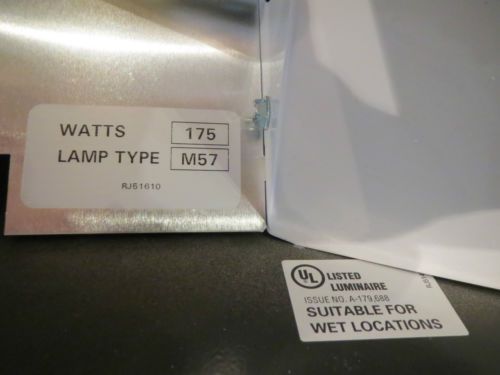 WATTS 175
LAMP TYPE M57
RJ51610
UL LISTED
LUMINAIRE
ISSUE NO. A-179,688
SUITABLE FOR
WET LOCATIONS